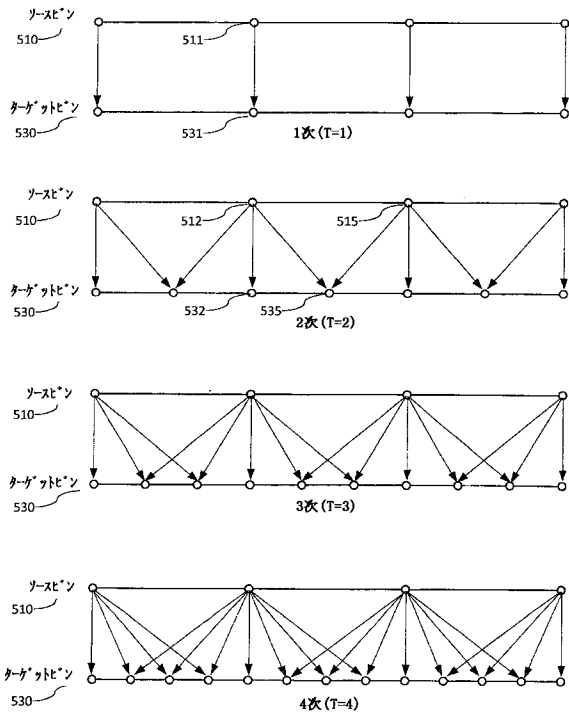 ソースビン
510
511
ターゲットビン
530
531
1次(T=1)
ソースビン
510
512
515
ターゲットビン
530
532
535
2次(T=2)
ソースビン
510
ターゲットビン
530
3次(T=3)
ソースビン
510
ターゲットビン
530
4次(T=4)